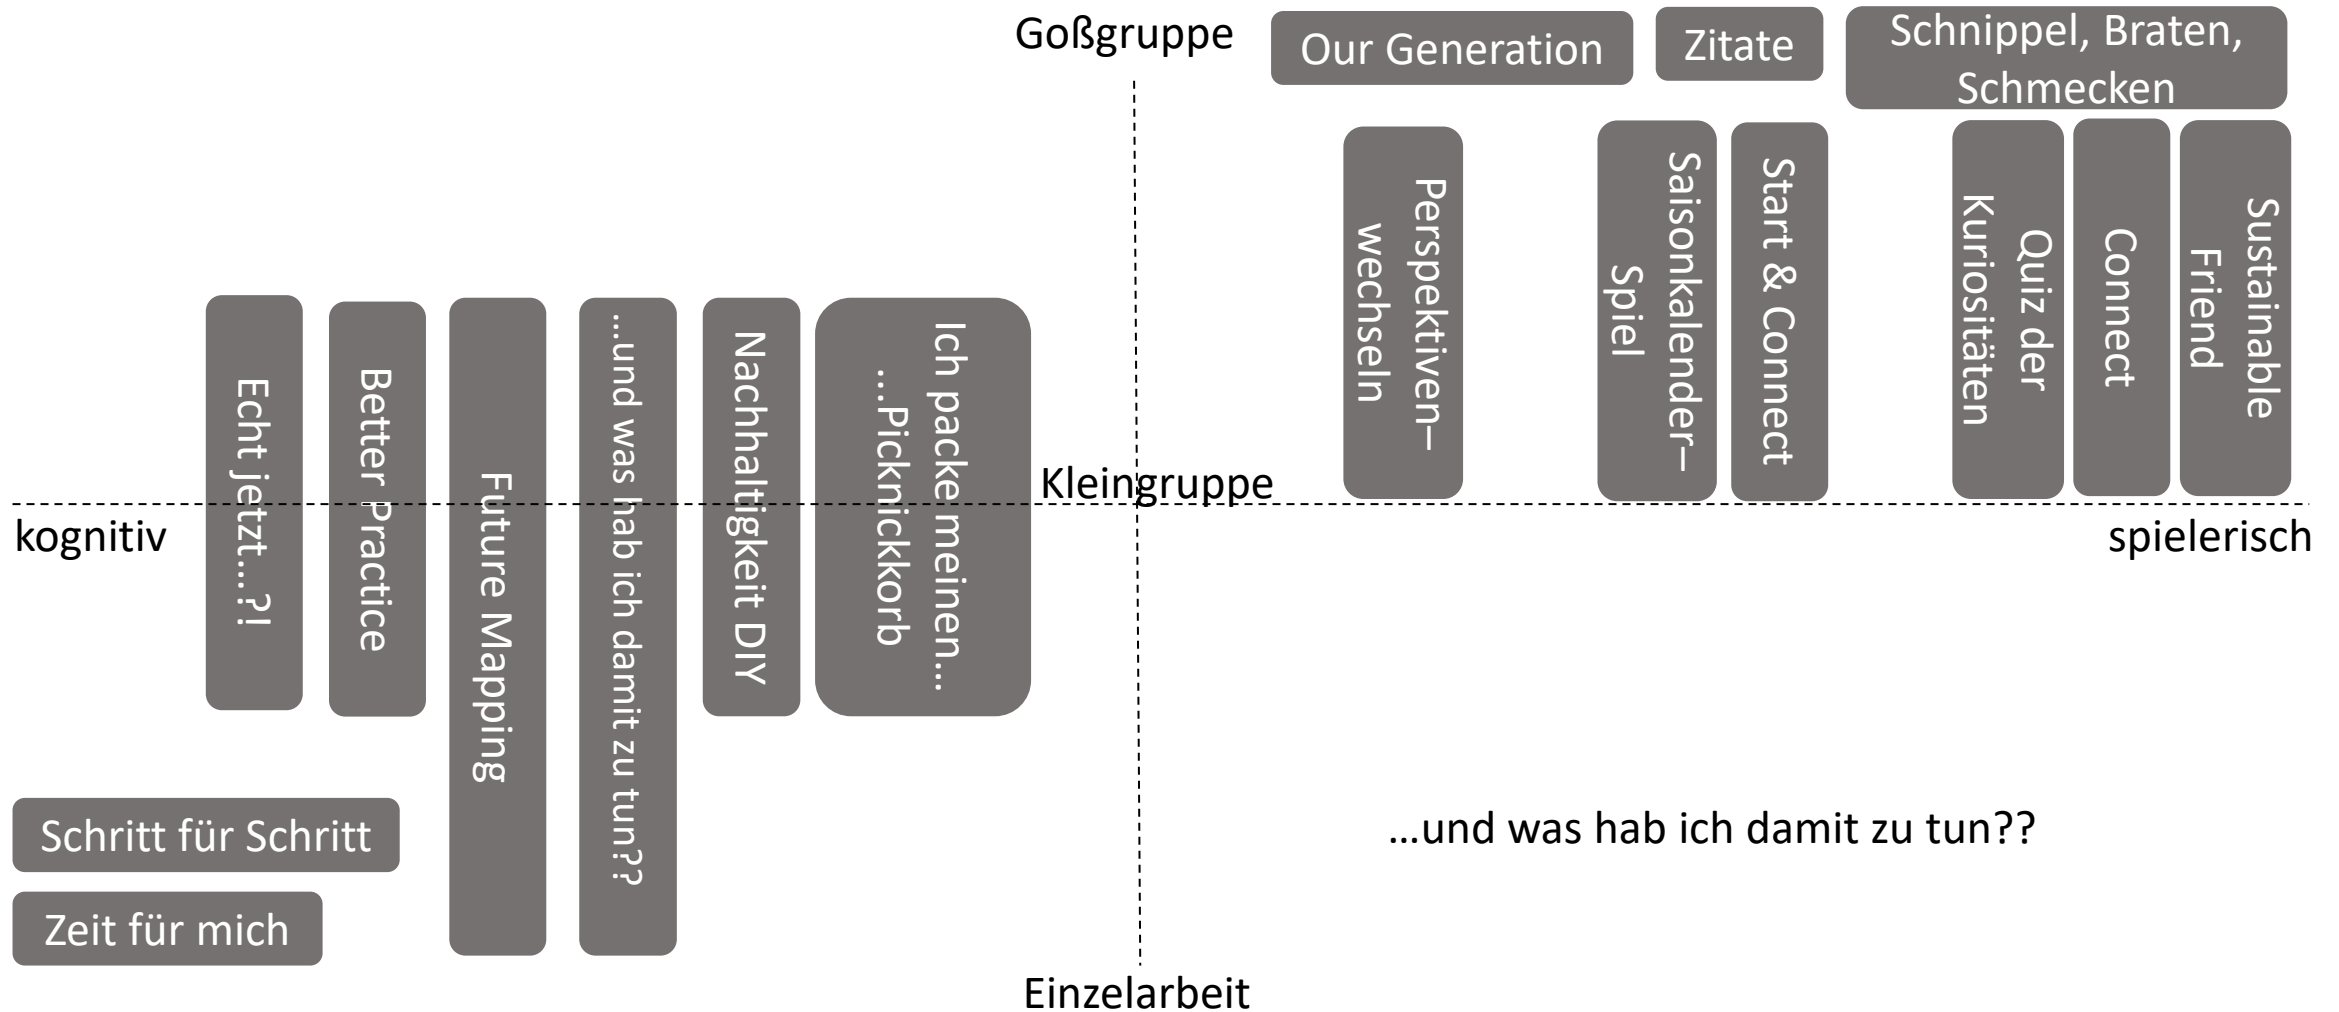 Goßgruppe
Our Generation
Zitate
Schnippel, Braten,
Schmecken
Perspektiven–
wechseln
Saisonkalender–
Spiel
Start & Connect
Quiz der
Kuriositäten
Connect
Sustainable
Friend
Echt jetzt...?!
Better Practice
Future Mapping
...und was hab ich damit zu tun??
Nachhaltigkeit DIY
Ich packe meinen...
...Picknickkorb
Kleingruppe
kognitiv
spielerisch
Schritt für Schritt
Zeit für mich
...und was hab ich damit zu tun??
Einzelarbeit